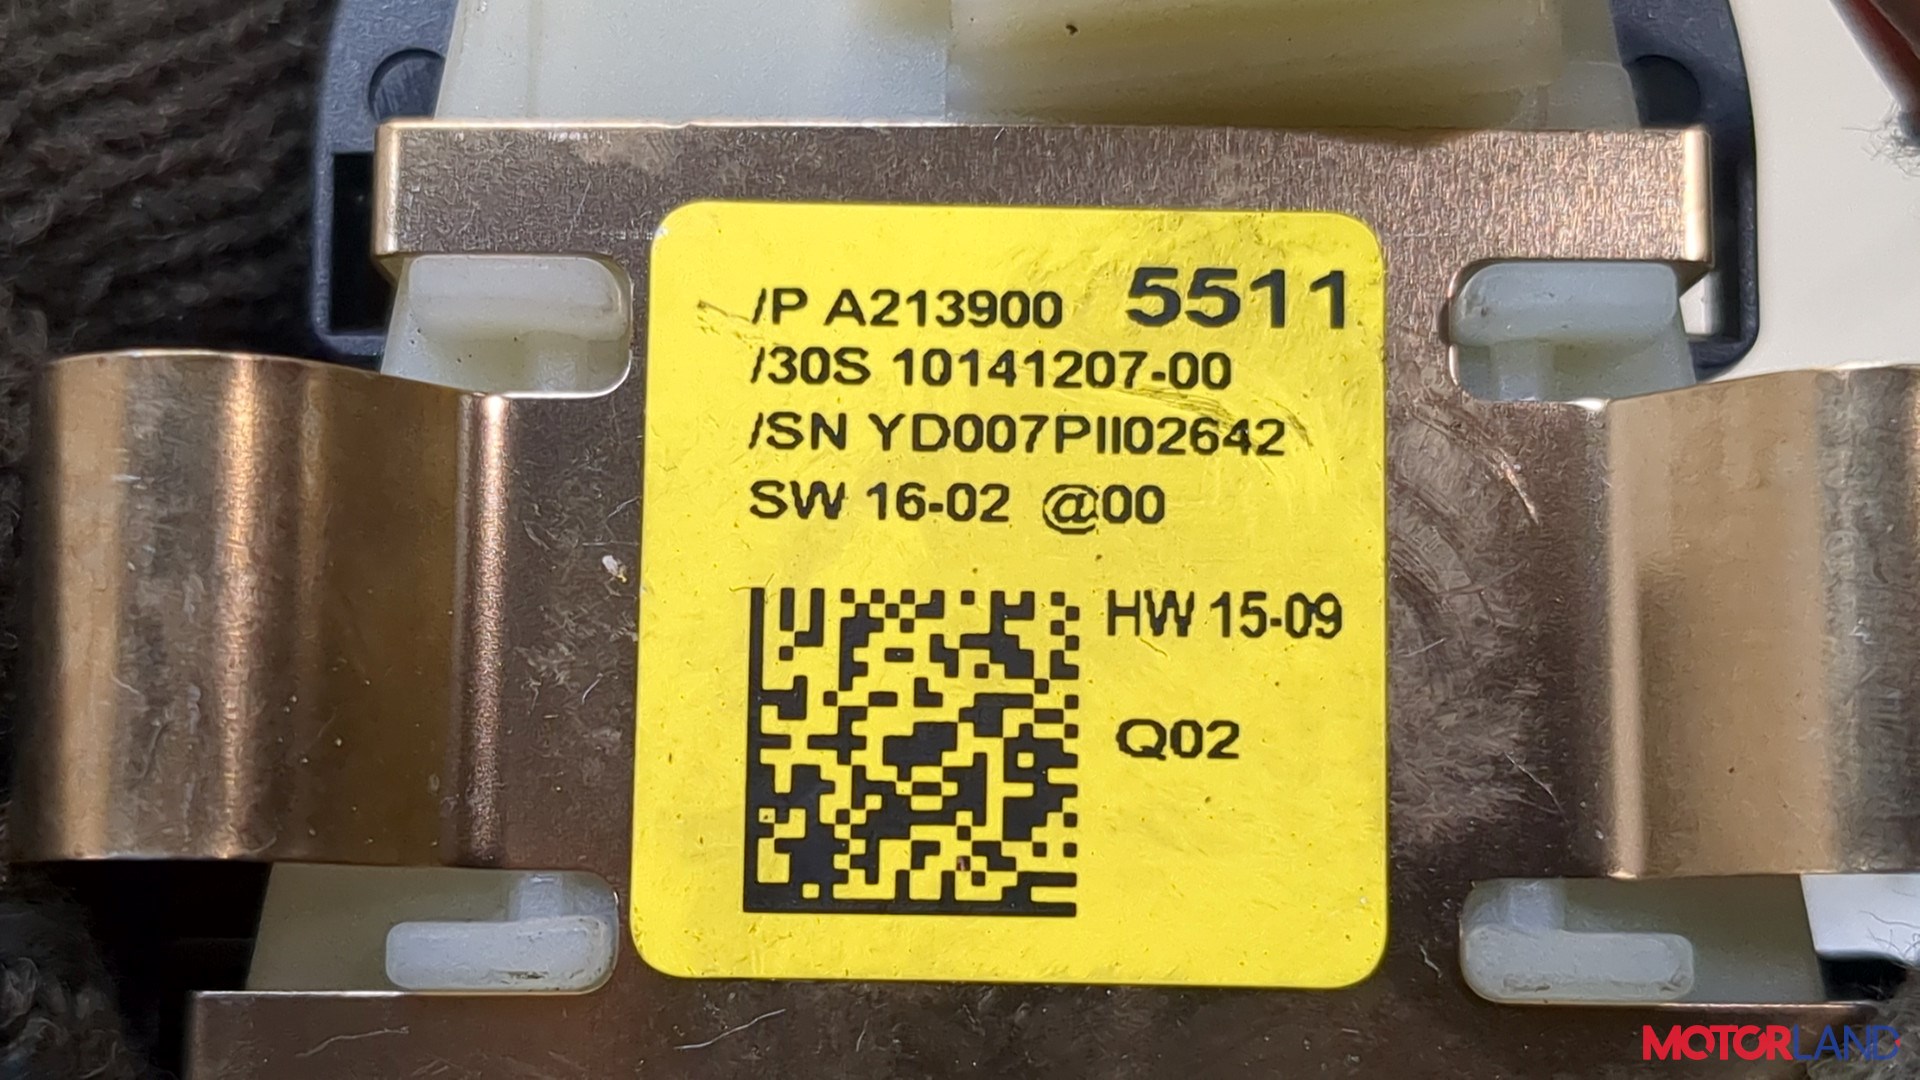 /P A213900 5511
/30S 10141207-00
/SN YD007PII02642
SW 16-02 @00
HW 15-09
Q02
MOTORLAND